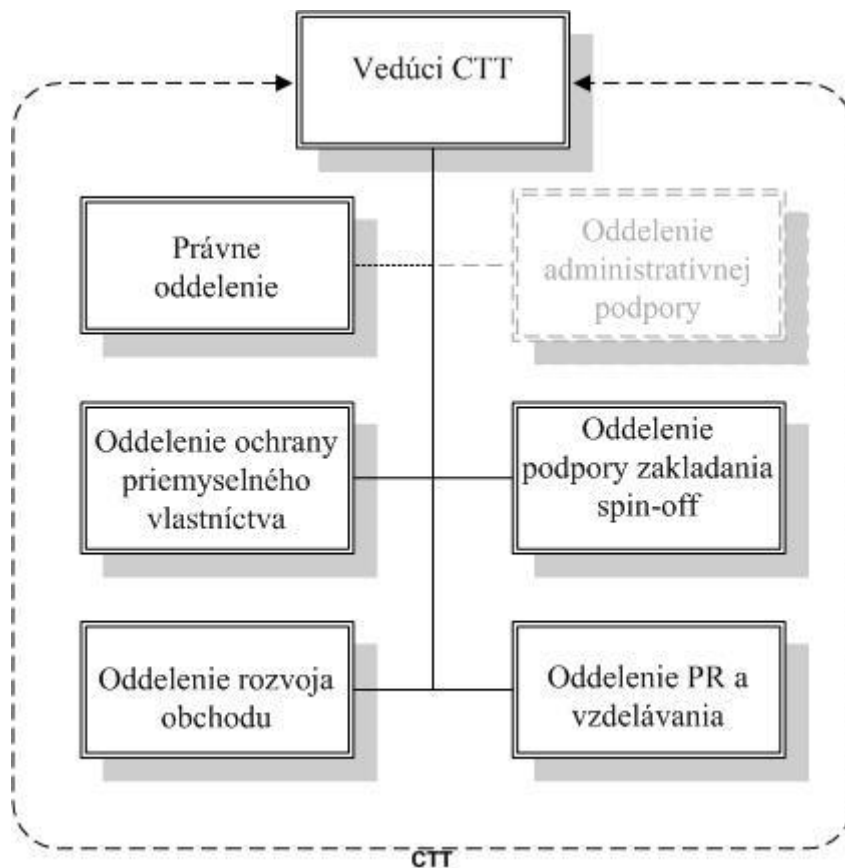 Vedúci CTT
Právne
oddelenie
Oddelenie
administratívnej
podpory
Oddelenie ochrany
priemyselného
vlastníctva
Oddelenie
podpory zakladania
spin-off
Oddelenie rozvoja
obchodu
Oddelenie PR a
vzdelávania
CTT